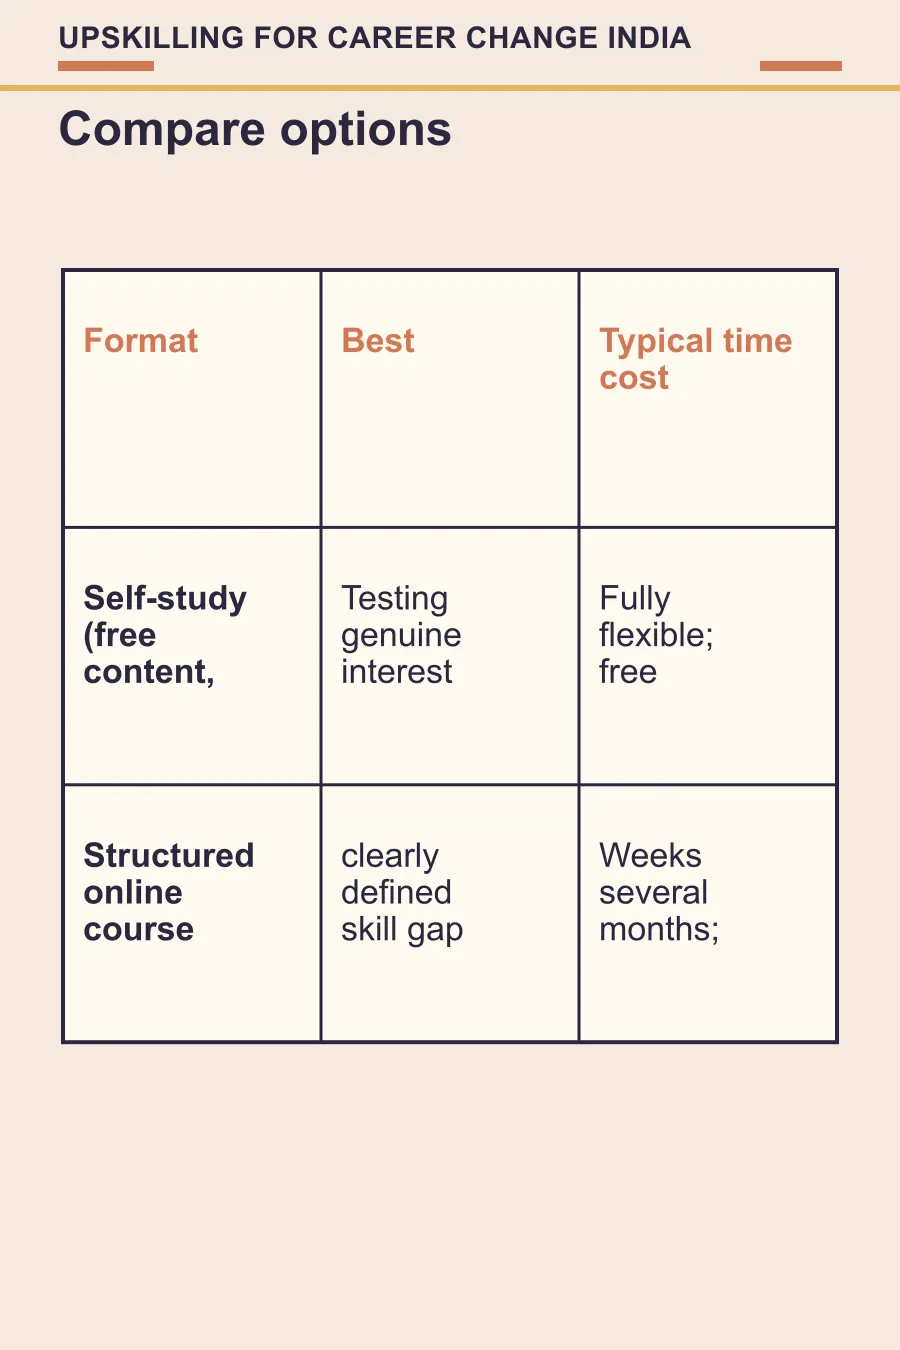 UPSKILLING FOR CAREER CHANGE INDIA
Compare options
Format
Best
Typical time
cost
Self-study
(free
content,
Testing
genuine
interest
Fully
flexible;
free
Structured
online
course
clearly
defined
skill gap
Weeks
several
months;